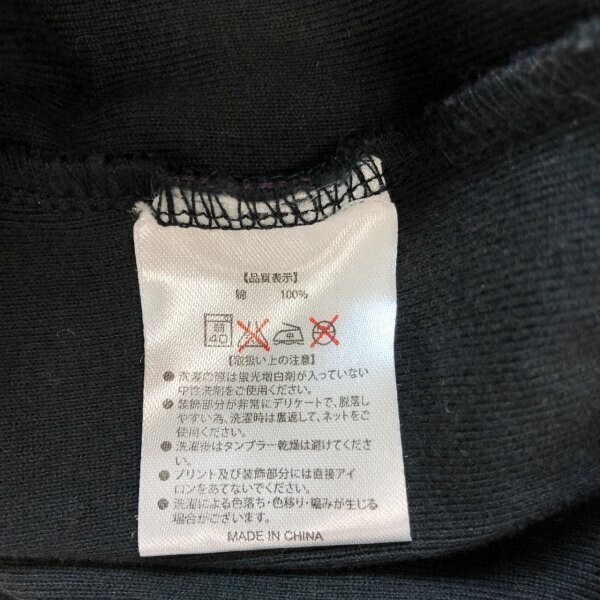 【品質表示】
綿 100%
弱
40
【取扱い上の注意】
●洗濯の際は蛍光増白剤が入っていない
中性洗剤をご使用ください。
●装飾部分が非常にデリケートで、脱落し
やすい為、洗濯時は裏返して、ネットをご
使用ください。
●洗濯後はタンブラー乾燥は避けてくださ
い。
●プリント及び装飾部分には直接アイ
ロンをあてないでください。
●洗濯による色落ち・色移り・縮みが生じる
場合がございます。
MADE IN CHINA